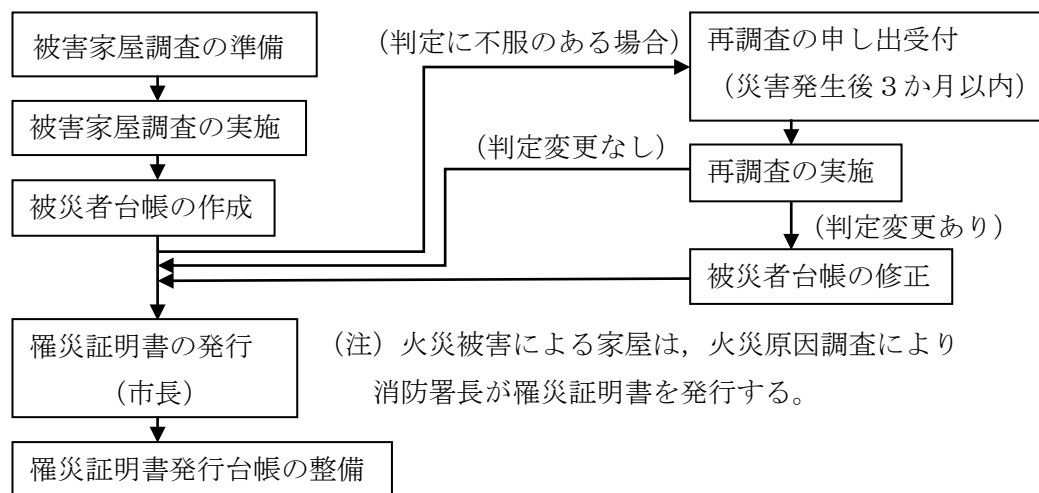 被害家屋調査の準備
被害家屋調査の実施
被災者台帳の作成
(判定に不服のある場合)
再調査の申し出受付
(災害発生後3か月以内)
(判定変更なし)
再調査の実施
(判定変更あり)
被災者台帳の修正
罹災証明書の発行
(市長)
(注)火災被害による家屋は,火災原因調査により
消防署長が罹災証明書を発行する。
罹災証明書発行台帳の整備